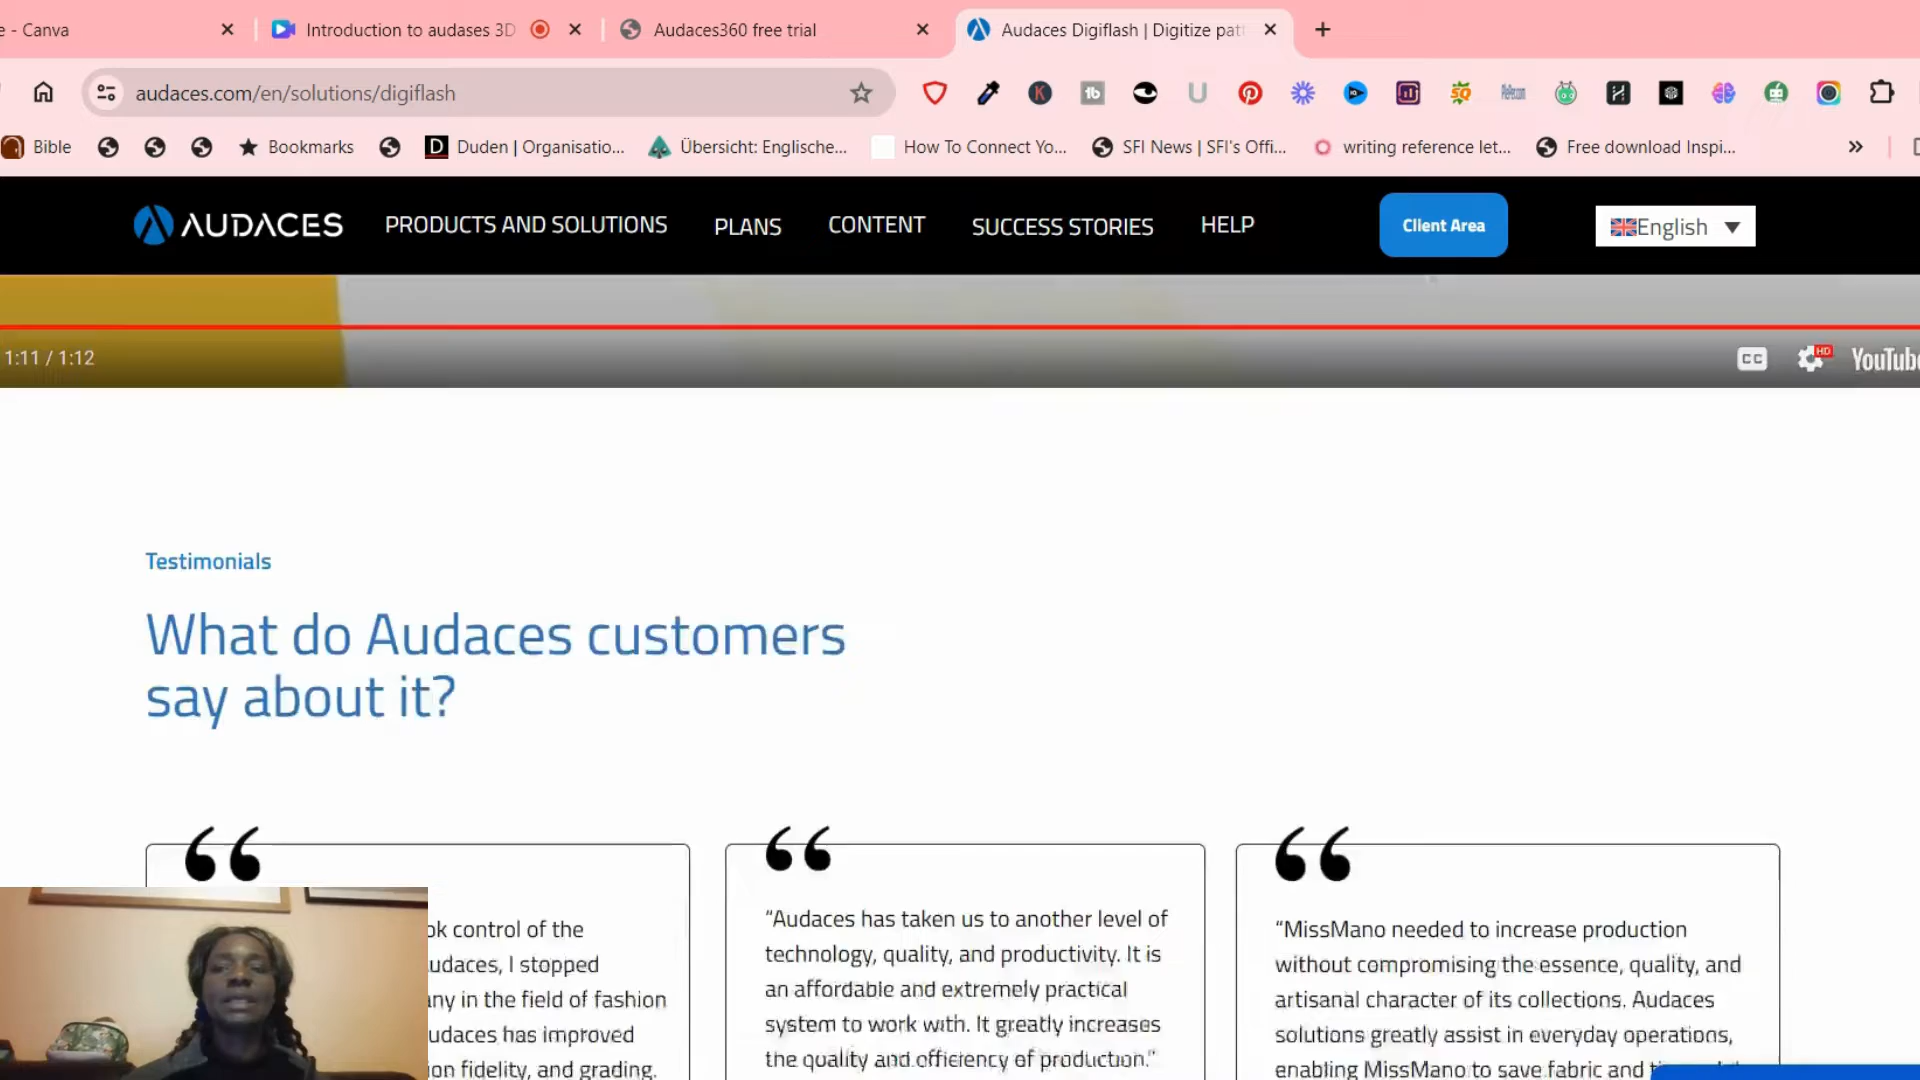 e - Canva
Introduction to audases 3D
Audaces360 free trial
Audaces Digiflash | Digitize pat
audaces.com/en/solutions/digiflash
Bible
Bookmarks
D
Duden | Organisatio...
Übersicht: Englische...
How To Connect Yo...
SFI News | SFI's Offi...
writing reference let...
Free download Inspi...
»
AUDACES
PRODUCTS AND SOLUTIONS
PLANS
CONTENT
SUCCESS STORIES
HELP
Client Area
English
1:11 / 1:12
CC
HD
YouTube
Testimonials
What do Audaces customers
say about it?
ok control of the
udaces, I stopped
any in the field of fashion
udaces has improved
ion fidelity, and grading.
“Audaces has taken us to another level of
technology, quality, and productivity. It is
an affordable and extremely practical
system to work with. It greatly increases
the quality and efficiency of production.”
“MissMano needed to increase production
without compromising the essence, quality, and
artisanal character of its collections. Audaces
solutions greatly assist in everyday operations,
enabling MissMano to save fabric and